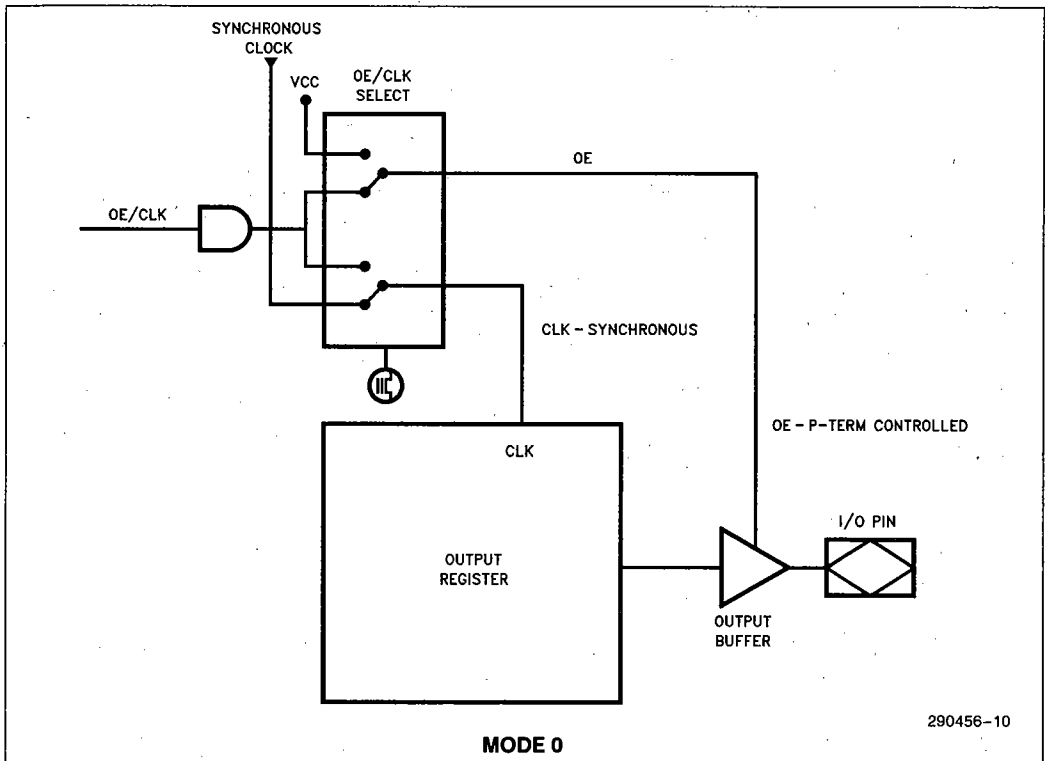 SYNCHRONOUS
CLOCK
VCC
OE/CLK
SELECT
OE
OE/CLK
CLK – SYNCHRONOUS
OE – P-TERM CONTROLLED
CLK
I/O PIN
OUTPUT
REGISTER
OUTPUT
BUFFER
290456–10
MODE 0